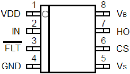 VDD 1 8 VB
IN 2 7 HO
FLT 3 6 CS
GND 4 5 Vs